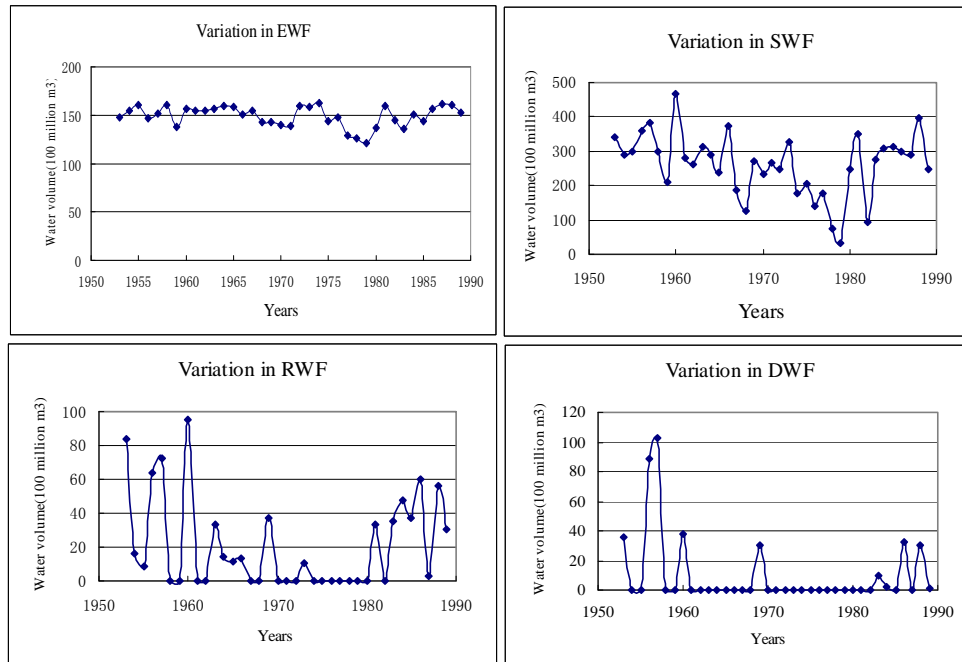 Variation in EWF
Water volume(100 million m3)
200
150
100
50
0
1950 1955 1960 1965 1970 1975 1980 1985 1990
Years
Variation in SWF
Water volume(100 million m3)
500
400
300
200
100
0
1950 1960 1970 1980 1990
Years
Variation in RWF
Water volume(100 million m3)
100
80
60
40
20
0
1950 1960 1970 1980 1990
Years
Variation in DWF
Water volume(100 million m3)
120
100
80
60
40
20
0
1950 1960 1970 1980 1990
Years